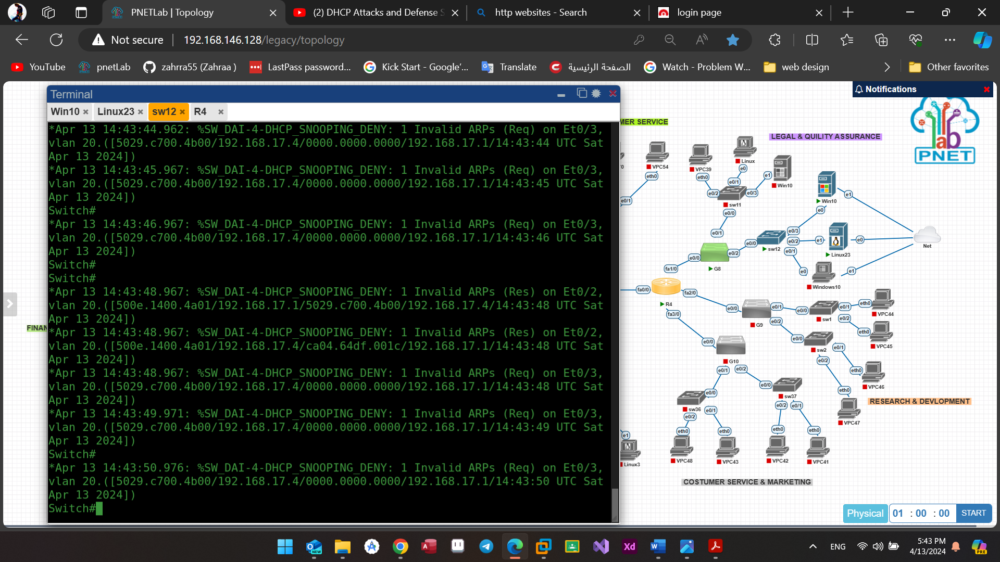 PNETLab | Topology
(2) DHCP Attacks and Defense S
http websites - Search
login page
Not secure
192.168.146.128/legacy/topology
YouTube
pnetLab
zahrra55 (Zahraa )
LastPass password...
Kick Start - Google'...
Translate
الصفحة الرئيسية
Watch - Problem W...
web design
Other favorites
Terminal
Win10
Linux23
sw12
R4
*Apr 13 14:43:44.962: %SW_DAI-4-DHCP_SNOOPING_DENY: 1 Invalid ARPs (Req) on Et0/3,
vlan 20.([5029.c700.4b00/192.168.17.4/0000.0000.0000/192.168.17.1/14:43:44 UTC Sat
Apr 13 2024])
*Apr 13 14:43:45.967: %SW_DAI-4-DHCP_SNOOPING_DENY: 1 Invalid ARPs (Req) on Et0/3,
vlan 20.([5029.c700.4b00/192.168.17.4/0000.0000.0000/192.168.17.1/14:43:45 UTC Sat
Apr 13 2024])
Switch#
*Apr 13 14:43:46.967: %SW_DAI-4-DHCP_SNOOPING_DENY: 1 Invalid ARPs (Req) on Et0/3,
vlan 20.([5029.c700.4b00/192.168.17.4/0000.0000.0000/192.168.17.1/14:43:46 UTC Sat
Apr 13 2024])
Switch#
Switch#
*Apr 13 14:43:48.967: %SW_DAI-4-DHCP_SNOOPING_DENY: 1 Invalid ARPs (Res) on Et0/2,
vlan 20.([500e.1400.4a01/192.168.17.1/5029.c700.4b00/192.168.17.4/14:43:48 UTC Sat
Apr 13 2024])
*Apr 13 14:43:48.967: %SW_DAI-4-DHCP_SNOOPING_DENY: 1 Invalid ARPs (Res) on Et0/2,
vlan 20.([500e.1400.4a01/192.168.17.4/ca04.64df.001c/192.168.17.1/14:43:48 UTC Sat
Apr 13 2024])
*Apr 13 14:43:48.967: %SW_DAI-4-DHCP_SNOOPING_DENY: 1 Invalid ARPs (Req) on Et0/3,
vlan 20.([5029.c700.4b00/192.168.17.4/0000.0000.0000/192.168.17.1/14:43:48 UTC Sat
Apr 13 2024])
*Apr 13 14:43:49.971: %SW_DAI-4-DHCP_SNOOPING_DENY: 1 Invalid ARPs (Req) on Et0/3,
vlan 20.([5029.c700.4b00/192.168.17.4/0000.0000.0000/192.168.17.1/14:43:49 UTC Sat
Apr 13 2024])
Switch#
*Apr 13 14:43:50.976: %SW_DAI-4-DHCP_SNOOPING_DENY: 1 Invalid ARPs (Req) on Et0/3,
vlan 20.([5029.c700.4b00/192.168.17.4/0000.0000.0000/192.168.17.1/14:43:50 UTC Sat
Apr 13 2024])
Switch#
FINAN
Notifications
lab
PNET
MER SERVICE
LEGAL & QUILITY ASSURANCE
VPC54
eth0
e0/1
VPC39
eth0
Linux
e0
e0/1
e1
Win10
e0/2
e0/3
sw11
e0/0
e0/1
Win10
e1
e0
e0/3
e0/0
e0/2
sw12
e1
e0
Net
Linux23
e0/1
e0
e1
Windows10
e0/0
e0/2
G8
fa1/0
fa0/0
fa2/0
R4
fa3/0
e0/0
e0/1
G9
e0/2
e0/0
e0/1
eth0
VPC44
sw1
e0/2
eth0
VPC45
e0/0
sw2
e0/1
e0/2
eth0
VPC46
eth0
VPC47
RESEARCH & DEVLOPMENT
e0/0
G10
e0/1
e0/2
e0/0
sw37
e0/2
e0/1
e0/0
sw36
e0/2
e0/1
eth0
VPC48
eth0
VPC43
eth0
VPC42
eth0
VPC41
e1
Linux3
COSTUMER SERVICE & MARKETING
Physical
01 : 00 : 00
START
ENG
5:43 PM
4/13/2024
NEW
Xd
PRE